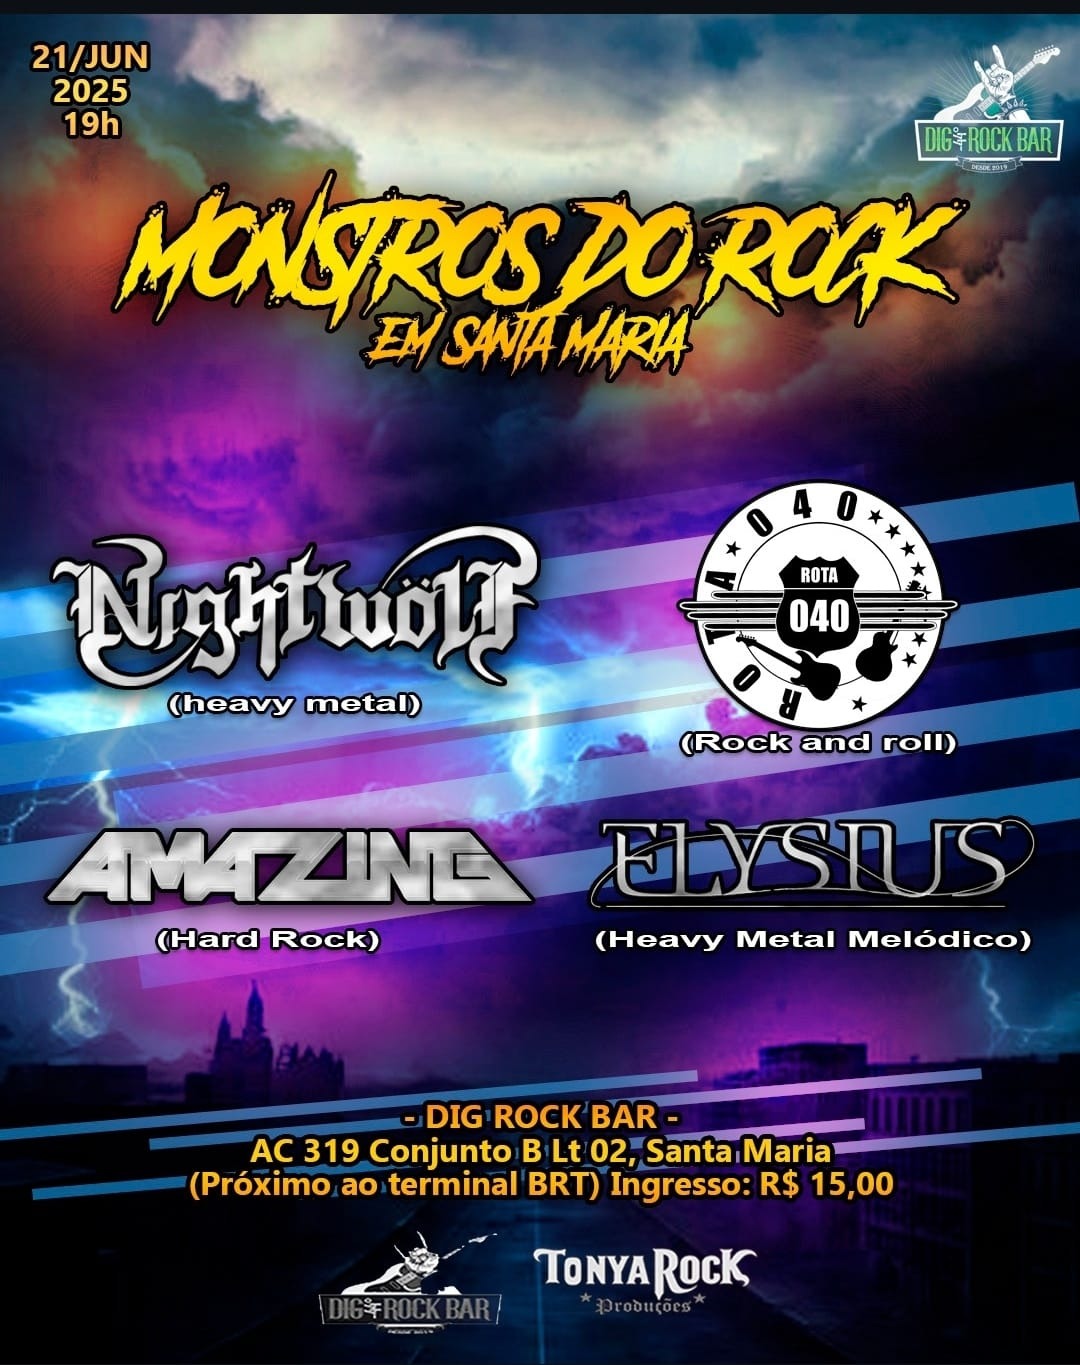 21/JUN
2025
19h
DIG ROCK BAR
DESDE 2019
MONSTROS DO ROCK
EM SANTA MARIA
Nightwölf
(heavy metal)
ROTA 040
ROTA
040
(Rock and roll)
AMAZING
(Hard Rock)
ELYSIUS
(Heavy Metal Melódico)
- DIG ROCK BAR -
AC 319 Conjunto B Lt 02, Santa Maria
(Próximo ao terminal BRT) Ingresso: R$ 15,00
DIG ROCK BAR
DESDE 2019
TONYA ROCK
Produções